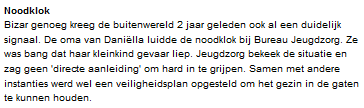 Noodklok
Bizar genoeg kreeg de buitenwereld 2 jaar geleden ook al een duidelijk
signaal. De oma van Daniëlla luidde de noodklok bij Bureau Jeugdzorg. Ze
was bang dat haar kleinkind gevaar liep. Jeugdzorg bekeek de situatie en
zag geen 'directe aanleiding' om hard in te grijpen. Samen met andere
instanties werd wel een veiligheidsplan opgesteld om het gezin in de gaten
te kunnen houden.